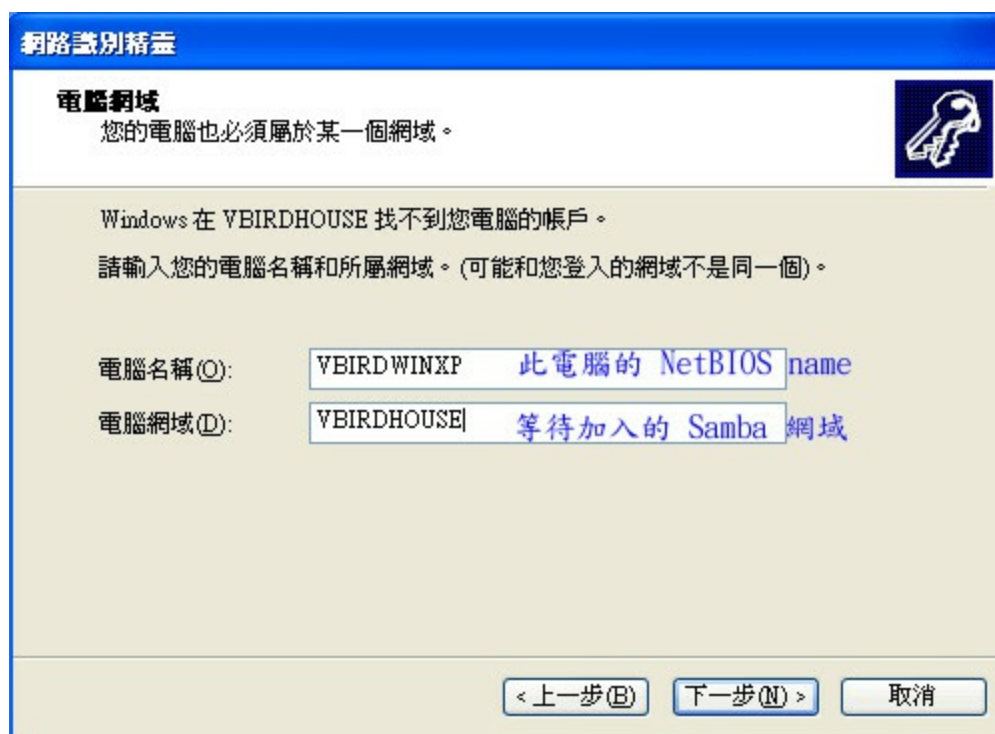 網路識別精靈
電腦網域
您的電腦也必須屬於某一個網域。
Windows 在 VBIRDHOUSE 找不到您電腦的帳戶。
請輸入您的電腦名稱和所屬網域。(可能和您登入的網域不是同一個)。
電腦名稱(O): VBIRDWINXP 此電腦的 NetBIOS name
電腦網域(D): VBIRDHOUSE 等待加入的 Samba 網域
< 上一步(B) 下一步(N) > 取消